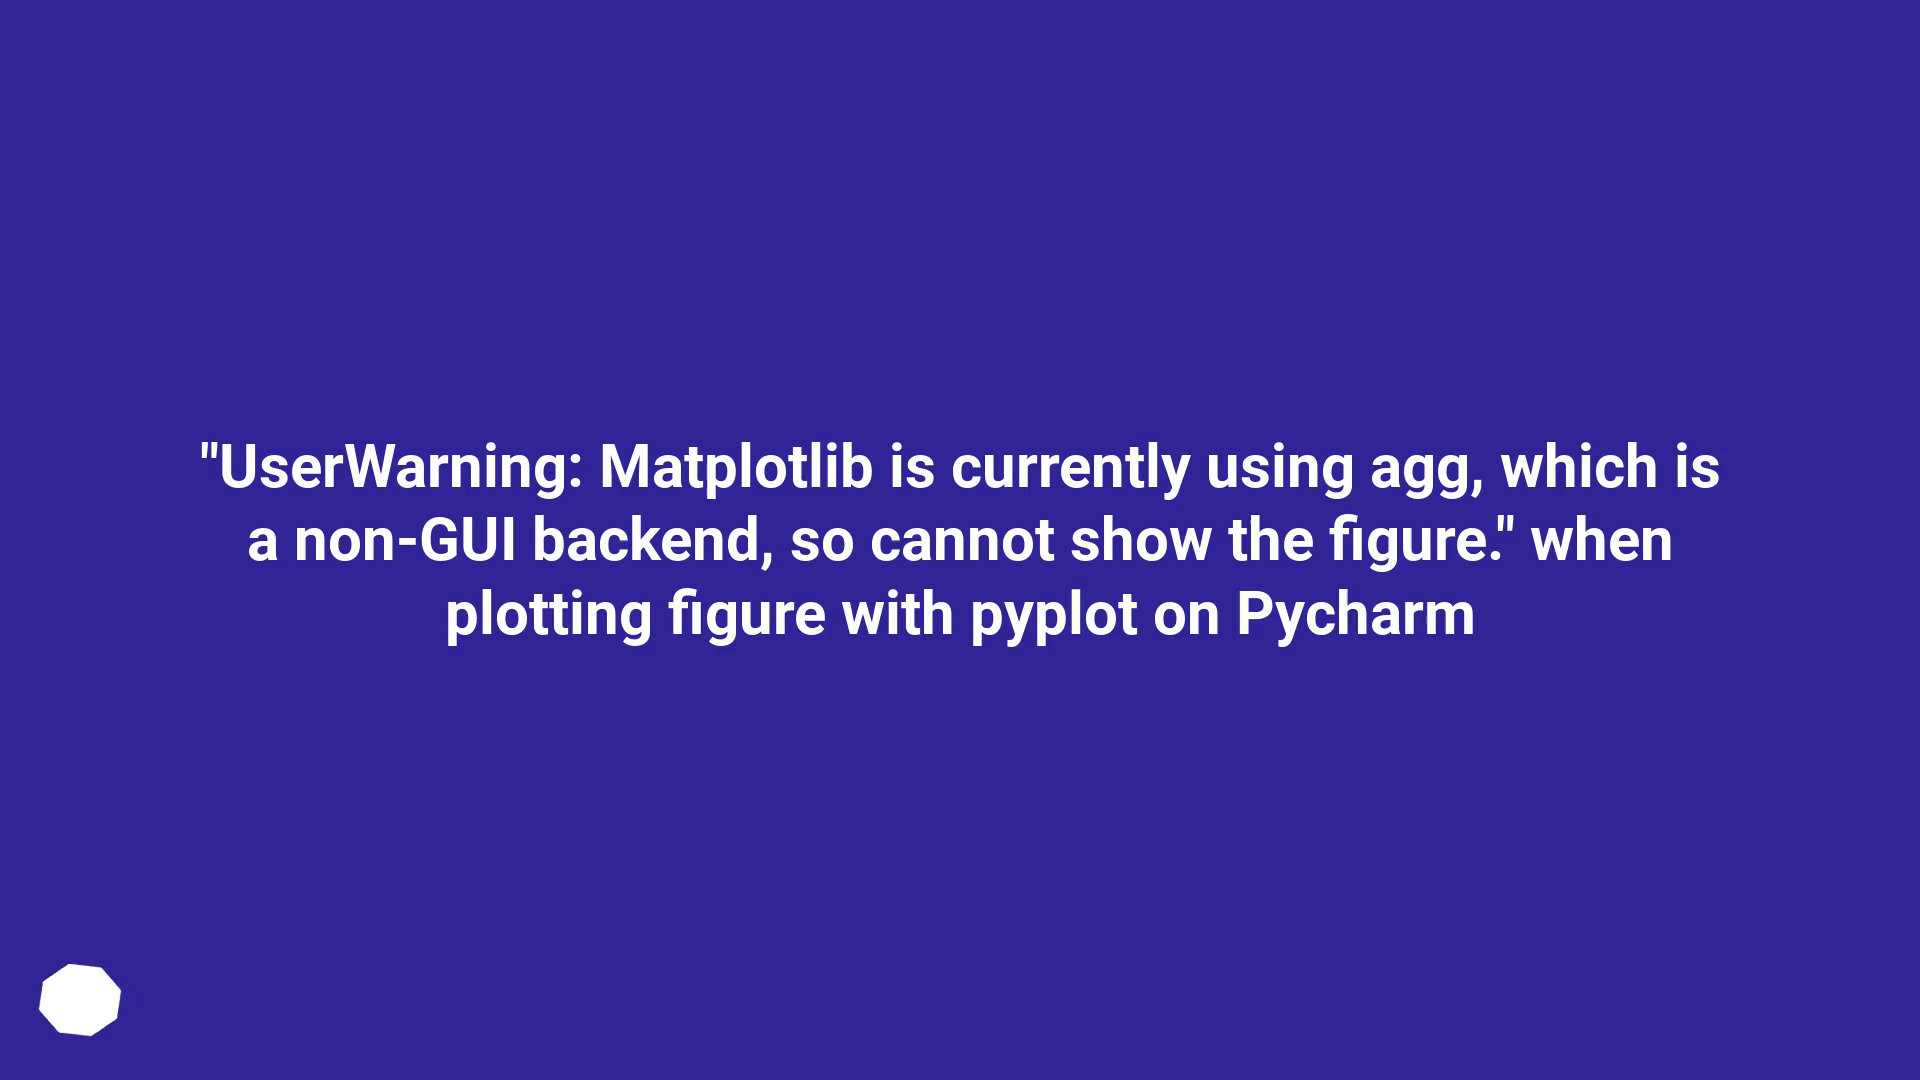 "UserWarning: Matplotlib is currently using agg, which is
a non-GUI backend, so cannot show the figure." when
plotting figure with pyplot on Pycharm